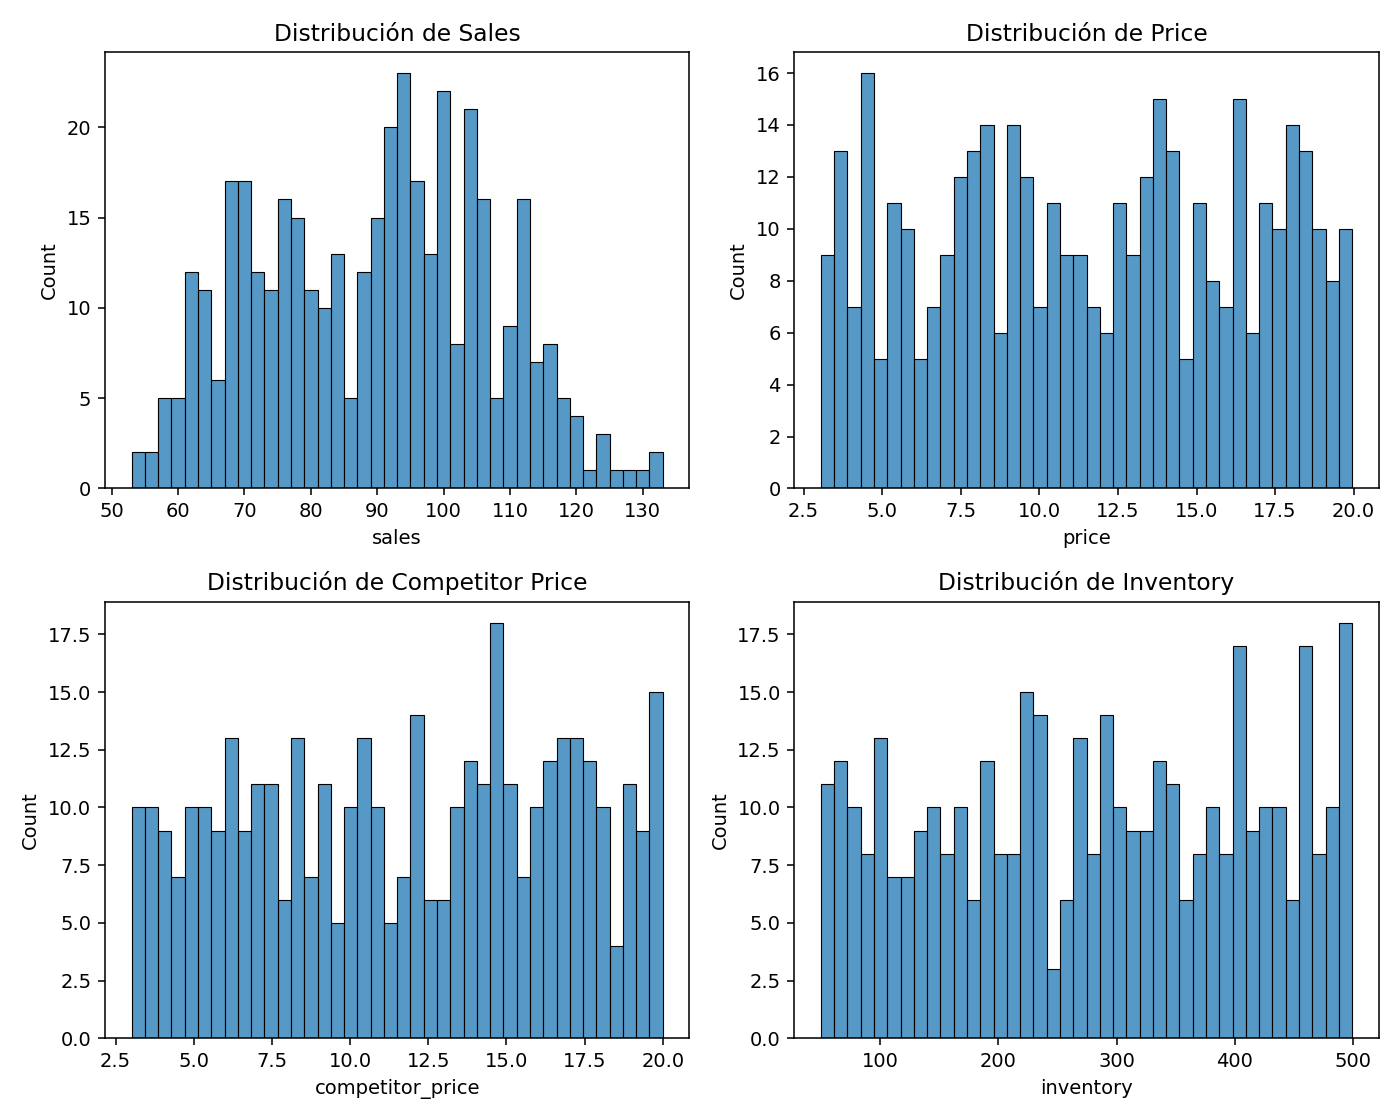 Distribución de Sales
20
15
10
5
0
Count
50 60 70 80 90 100 110 120 130
sales
Distribución de Price
16
14
12
10
8
6
4
2
0
Count
2.5 5.0 7.5 10.0 12.5 15.0 17.5 20.0
price
Distribución de Competitor Price
17.5
15.0
12.5
10.0
7.5
5.0
2.5
0.0
Count
2.5 5.0 7.5 10.0 12.5 15.0 17.5 20.0
competitor_price
Distribución de Inventory
17.5
15.0
12.5
10.0
7.5
5.0
2.5
0.0
Count
100 200 300 400 500
inventory